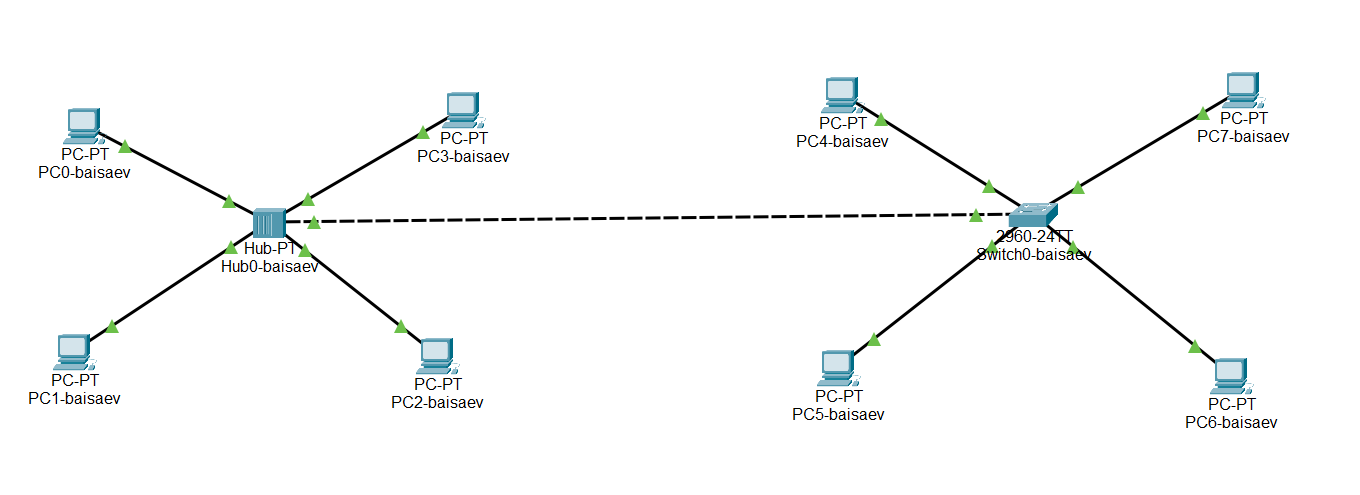 PC-PT
PC0-baisaev
PC-PT
PC3-baisaev
Hub-PT
Hub0-baisaev
PC-PT
PC1-baisaev
PC-PT
PC2-baisaev
PC-PT
PC4-baisaev
PC-PT
PC7-baisaev
2960-24TT
Switch0-baisaev
PC-PT
PC5-baisaev
PC-PT
PC6-baisaev